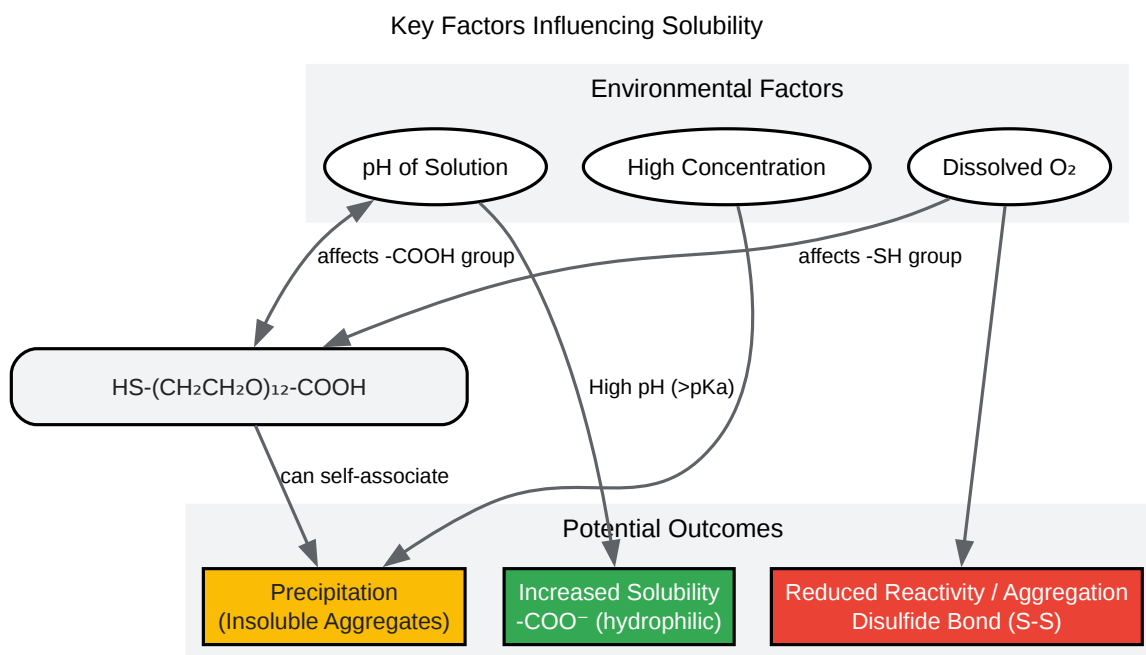 Key Factors Influencing Solubility
Environmental Factors
pH of Solution
High Concentration
Dissolved O₂
affects -COOH group
affects -SH group
HS-(CH₂CH₂O)₁₂-COOH
High pH (>pKa)
can self-associate
Potential Outcomes
Precipitation
(Insoluble Aggregates)
Increased Solubility
-COO⁻ (hydrophilic)
Reduced Reactivity / Aggregation
Disulfide Bond (S-S)